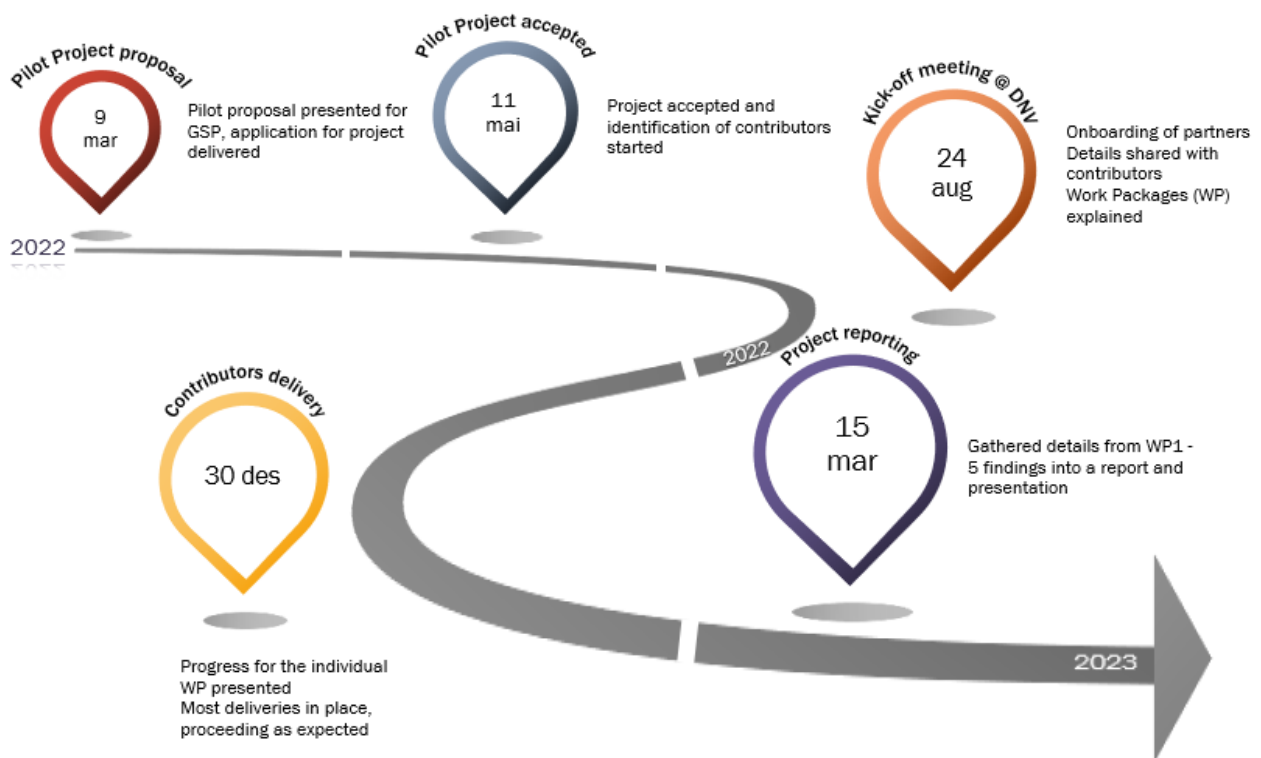 Pilot Project proposal
9
mar
Pilot proposal presented for
GSP, application for project
delivered
Pilot Project accepted
11
mai
Project accepted and
identification of contributors
started
Kick-off meeting @ DNV
24
aug
Onboarding of partners
Details shared with
contributors
Work Packages (WP)
explained
2022
2022
Project reporting
15
mar
Gathered details from WP1 -
5 findings into a report and
presentation
Contributors delivery
30 des
Progress for the individual
WP presented
Most deliveries in place,
proceeding as expected
2023